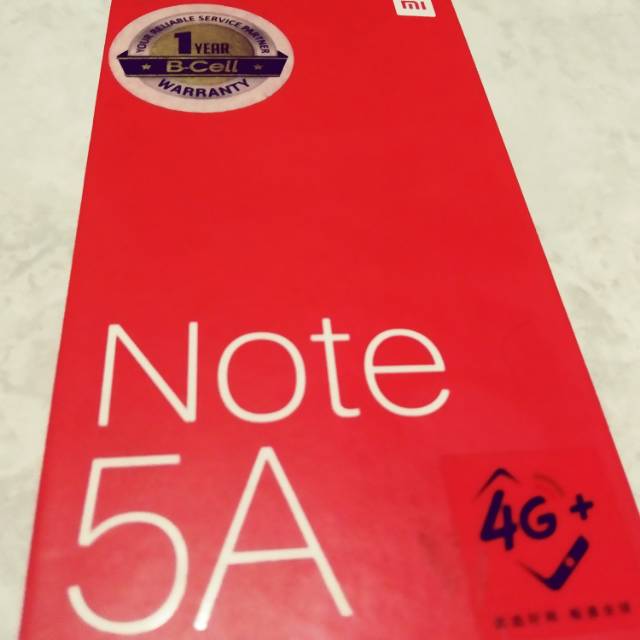 YOUR RELIABLE SERVICE PARTNER
1 YEAR
B-Cell
WARRANTY
MI
Note
5A
4G+